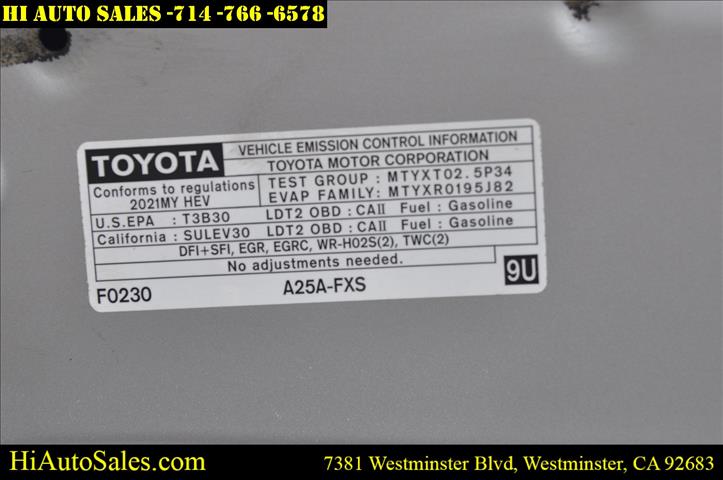 HI AUTO SALES -714 -766 -6578
TOYOTA
VEHICLE EMISSION CONTROL INFORMATION
TOYOTA MOTOR CORPORATION
Conforms to regulations
2021MY HEV
TEST GROUP : MTYXT02.5P34
EVAP FAMILY: MTYXR0195J82
U.S.EPA : T3B30 LDT2 OBD : CAII Fuel : Gasoline
California : SULEV30 LDT2 OBD : CAII Fuel : Gasoline
DFI+SFI, EGR, EGRC, WR-HO2S(2), TWC(2)
No adjustments needed.
F0230 A25A-FXS 9U
HiAutoSales.com 7381 Westminster Blvd, Westminster, CA 92683